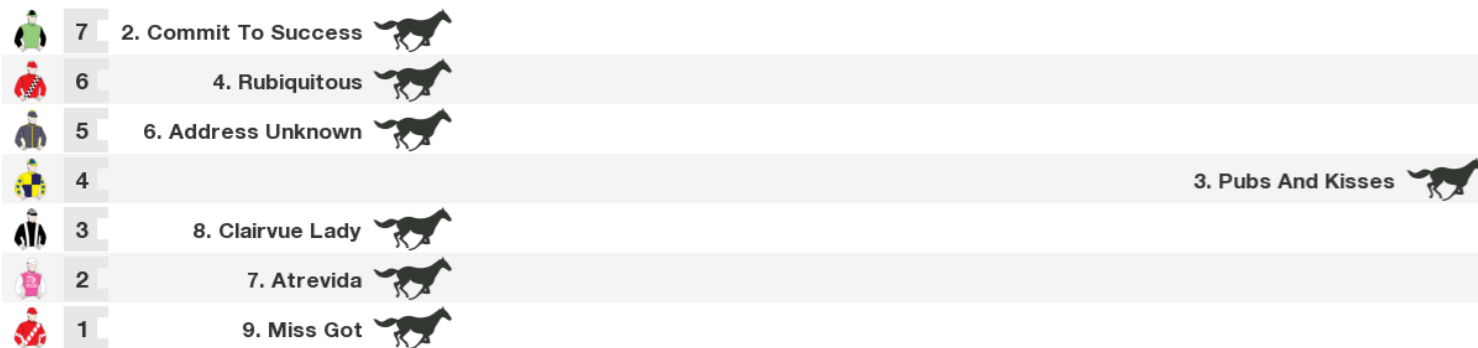 7 2. Commit To Success
6 4. Rubiquitous
5 6. Address Unknown
4 3. Pubs And Kisses
3 8. Clairvue Lady
2 7. Atrevida
1 9. Miss Got